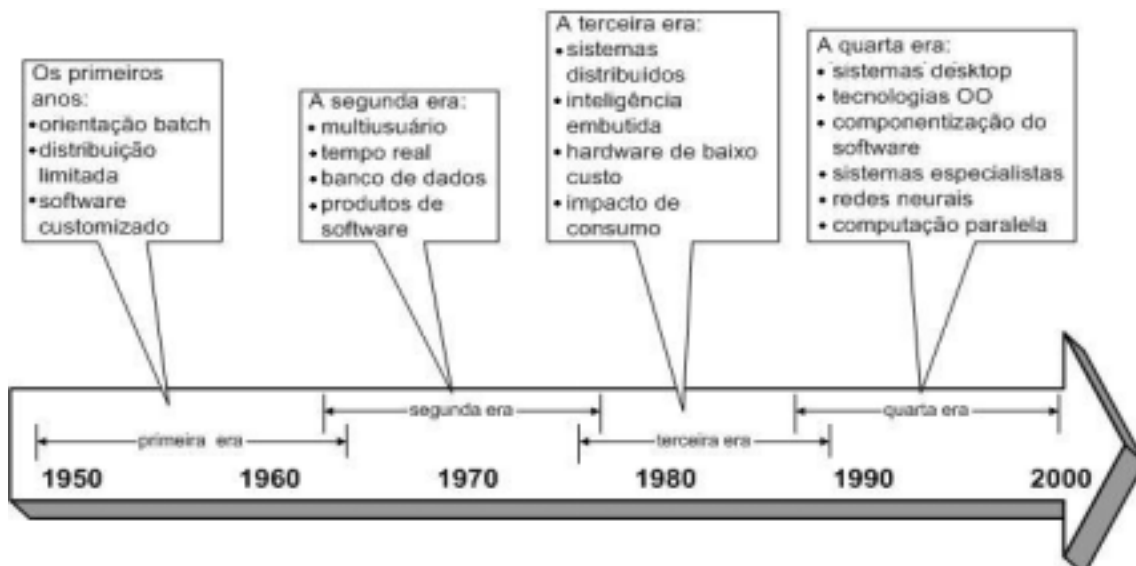 Os primeiros
anos:
•orientação batch
•distribuição
limitada
•software
customizado
A segunda era:
•multiusuário
•tempo real
•banco de dados
•produtos de
software
A terceira era:
•sistemas
distribuídos
•inteligência
embutida
•hardware de baixo
custo
•impacto de
consumo
A quarta era:
•sistemas desktop
•tecnologias OO
•componentização do
software
•sistemas especialistas
•redes neurais
•computação paralela
segunda era
quarta era
primeira era
terceira era
1950 1960 1970 1980 1990 2000